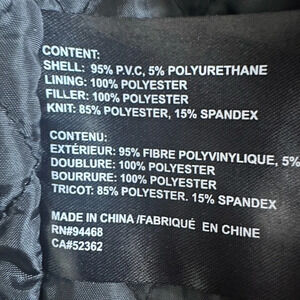 CONTENT:
SHELL: 95% P.V.C, 5% POLYURETHANE
LINING: 100% POLYESTER
FILLER: 100% POLYESTER
KNIT: 85% POLYESTER, 15% SPANDEX
CONTENU:
EXTÉRIEUR: 95% FIBRE POLYVINYLIQUE, 5%
DOUBLURE: 100% POLYESTER
BOURRURE: 100% POLYESTER
TRICOT: 85% POLYESTER. 15% SPANDEX
MADE IN CHINA /FABRIQUÉ EN CHINE
RN#94468
CA#52362